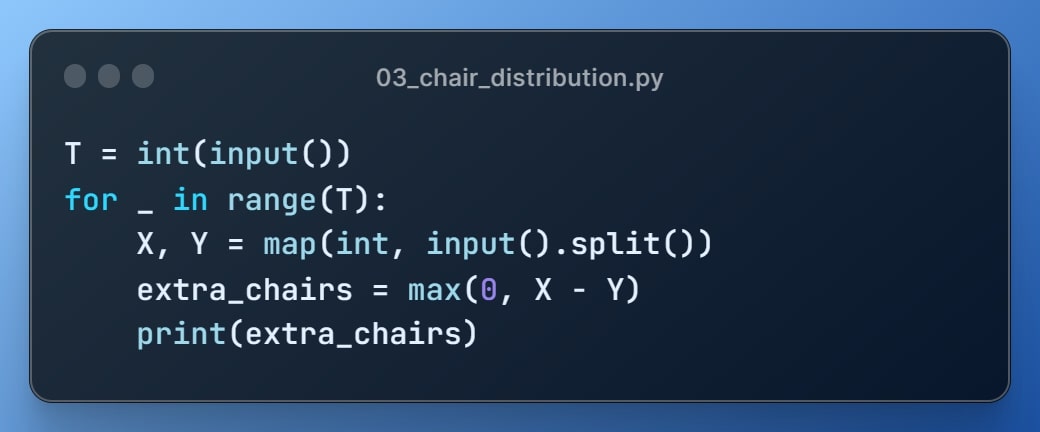 03_chair_distribution.py
T = int(input())
for _ in range(T):
    X, Y = map(int, input().split())
    extra_chairs = max(0, X - Y)
    print(extra_chairs)